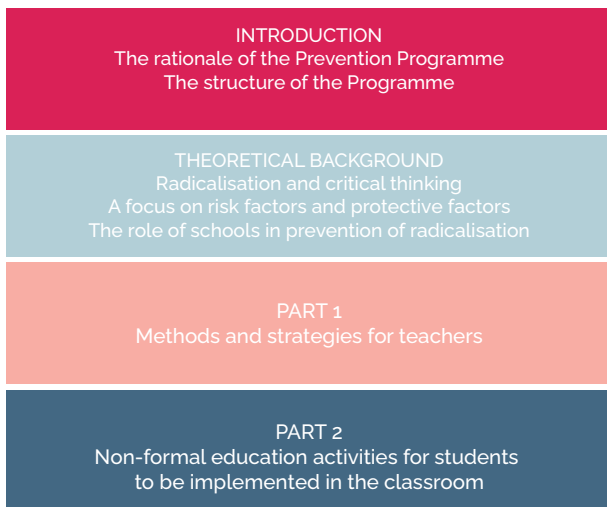 INTRODUCTION
The rationale of the Prevention Programme
The structure of the Programme
THEORETICAL BACKGROUND
Radicalisation and critical thinking
A focus on risk factors and protective factors
The role of schools in prevention of radicalisation
PART 1
Methods and strategies for teachers
PART 2
Non-formal education activities for students
to be implemented in the classroom